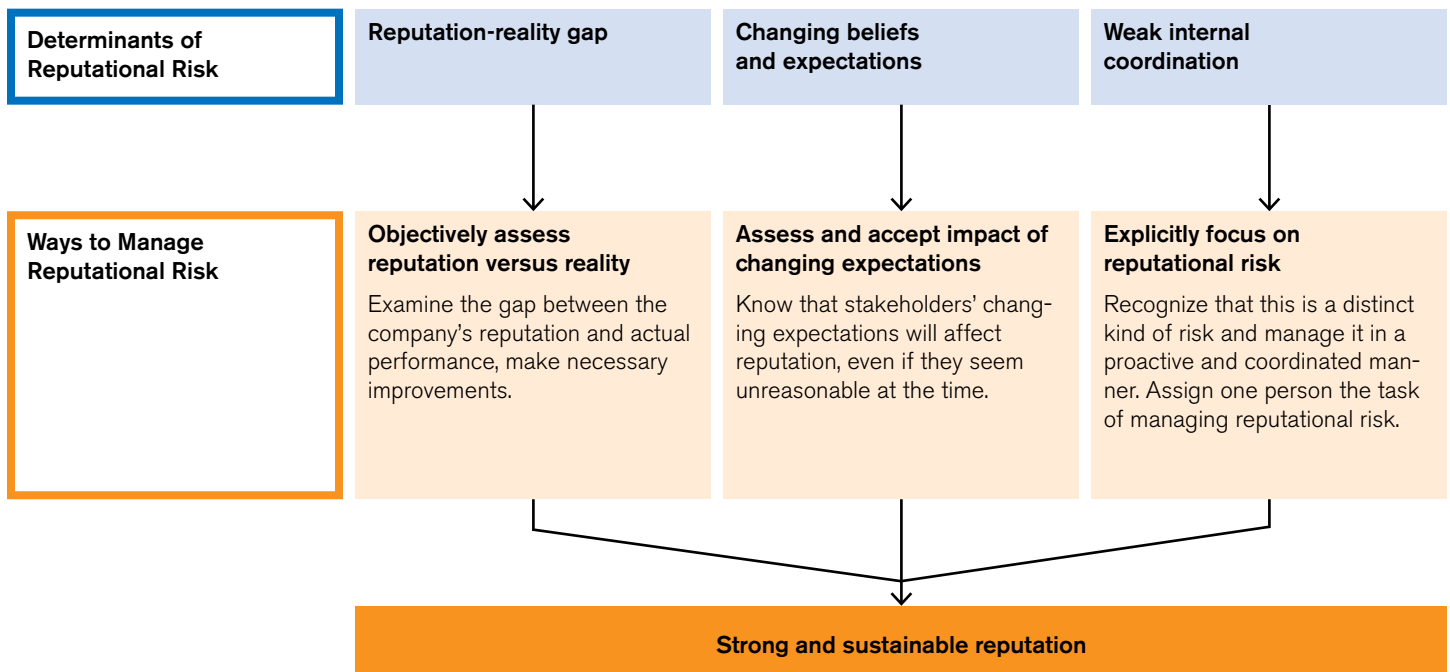 Determinants of
Reputational Risk
Reputation-reality gap
Changing beliefs
and expectations
Weak internal
coordination
Ways to Manage
Reputational Risk
Objectively assess
reputation versus reality
Examine the gap between the
company’s reputation and actual
performance, make necessary
improvements.
Assess and accept impact of
changing expectations
Know that stakeholders’ chang-
ing expectations will affect
reputation, even if they seem
unreasonable at the time.
Explicitly focus on
reputational risk
Recognize that this is a distinct
kind of risk and manage it in a
proactive and coordinated man-
ner. Assign one person the task
of managing reputational risk.
Strong and sustainable reputation